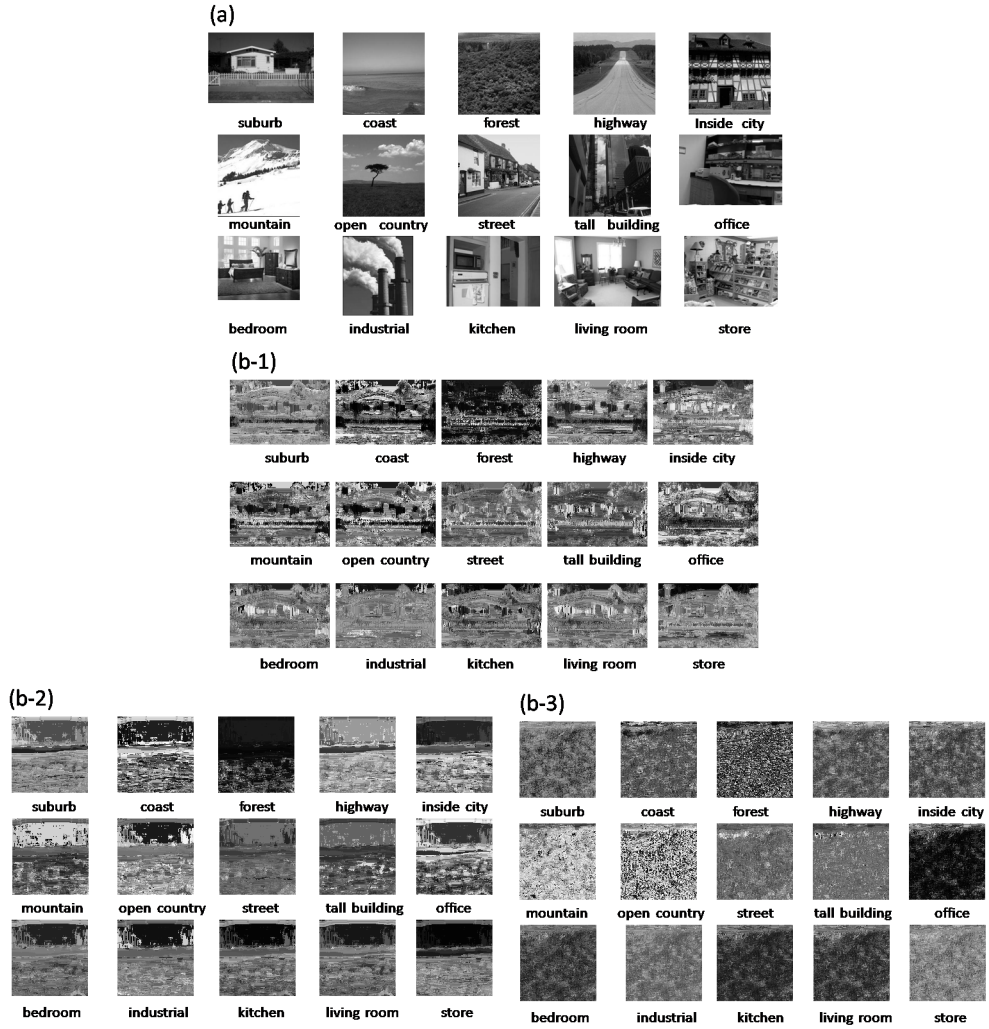 (a)
suburb coast forest highway Inside city
mountain open country street tall building office
bedroom industrial kitchen living room store
(b-1)
suburb coast forest highway inside city
mountain open country street tall building office
bedroom industrial kitchen living room store
(b-2)
suburb coast forest highway inside city
mountain open country street tall building office
bedroom industrial kitchen living room store
(b-3)
suburb coast forest highway inside city
mountain open country street tall building office
bedroom industrial kitchen living room store